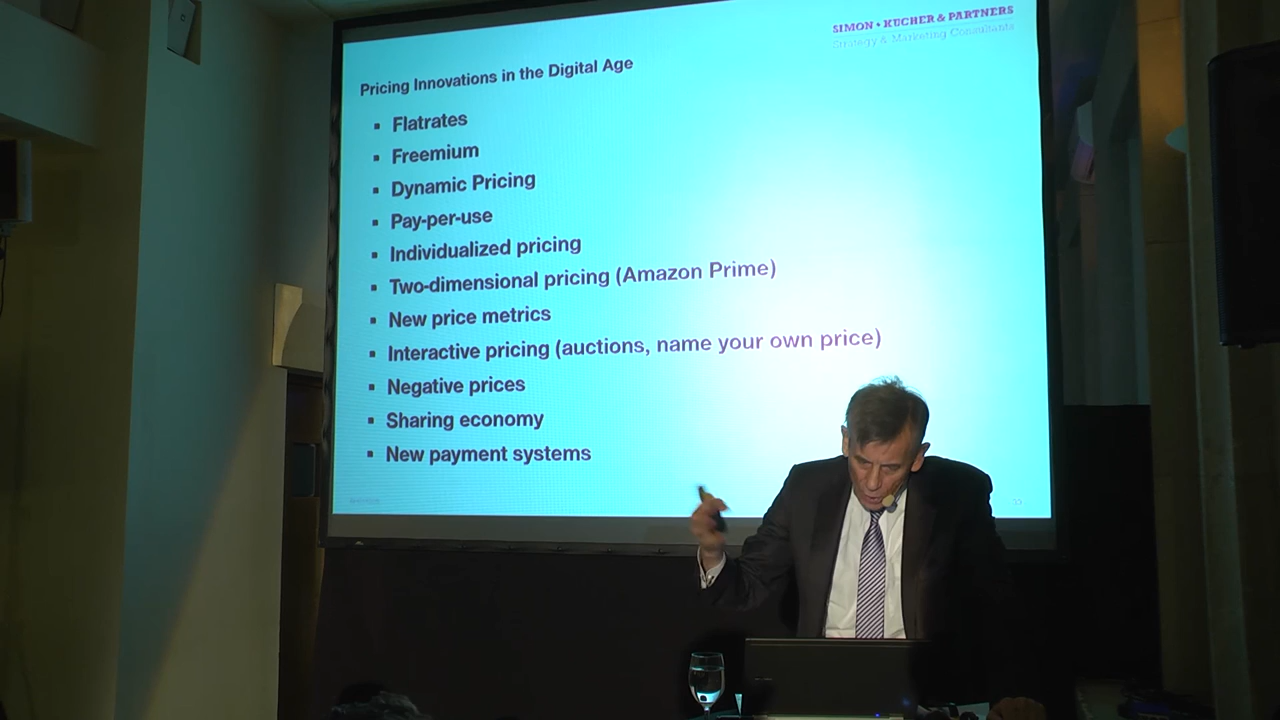 SIMON • KUCHER & PARTNERS
Strategy & Marketing Consultants
Pricing Innovations in the Digital Age
▪ Flatrates
▪ Freemium
▪ Dynamic Pricing
▪ Pay-per-use
▪ Individualized pricing
▪ Two-dimensional pricing (Amazon Prime)
▪ New price metrics
▪ Interactive pricing (auctions, name your own price)
▪ Negative prices
▪ Sharing economy
▪ New payment systems